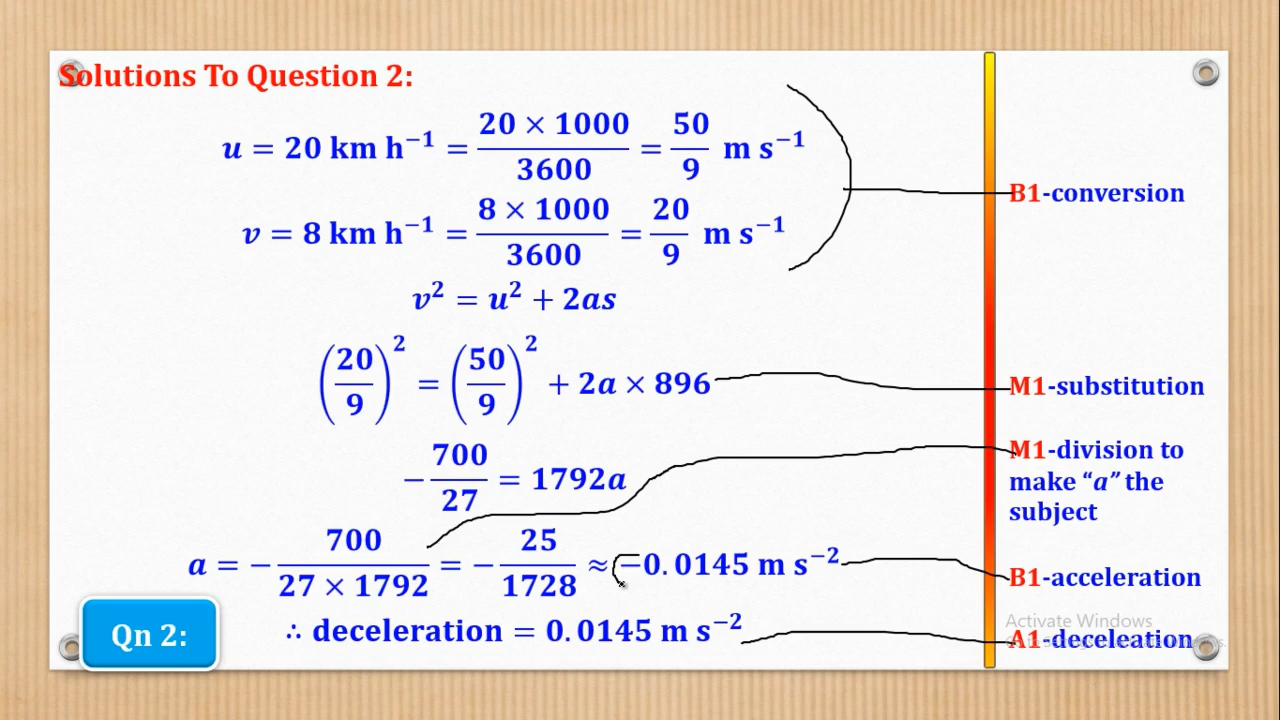 Solutions To Question 2:
u = 20 km h⁻¹ = (20 × 1000)/3600 = 50/9 m s⁻¹
B1-conversion
v = 8 km h⁻¹ = (8 × 1000)/3600 = 20/9 m s⁻¹
v² = u² + 2as
(20/9)² = (50/9)² + 2a × 896
M1-substitution
−700/27 = 1792a
M1-division to
make “a” the
subject
a = −700/(27 × 1792) = −25/1728 ≈ −0.0145 m s⁻²
B1-acceleration
∴ deceleration = 0.0145 m s⁻²
A1-deceleation
Qn 2:
Activate Windows